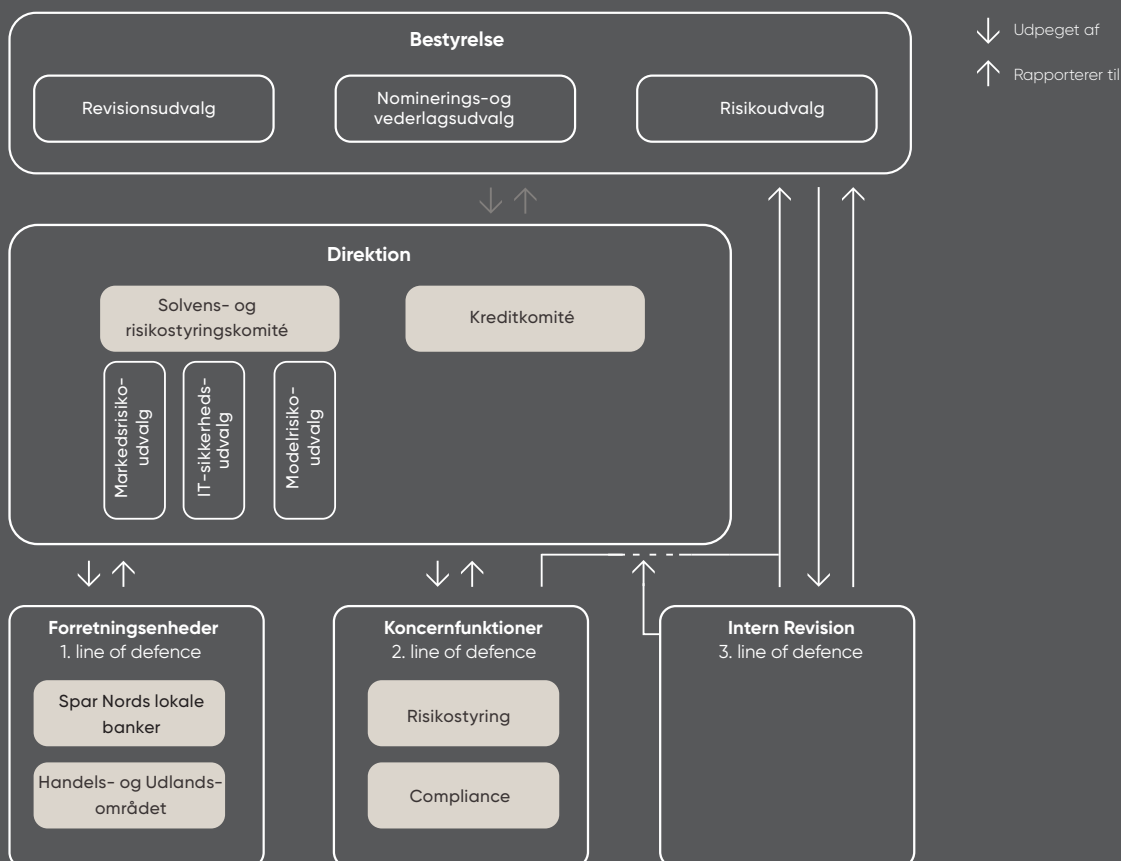 Bestyrelse
Revisionsudvalg
Nominerings-og
vederlagsudvalg
Risikoudvalg
Udpeget af
Rapporterer til
Direktion
Solvens- og
risikostyringskomité
Kreditkomité
Markedsrisiko-
udvalg
IT-sikkerheds-
udvalg
Modelrisiko-
udvalg
Forretningsenheder
1. line of defence
Spar Nords lokale
banker
Handels- og Udlands-
området
Koncernfunktioner
2. line of defence
Risikostyring
Compliance
Intern Revision
3. line of defence